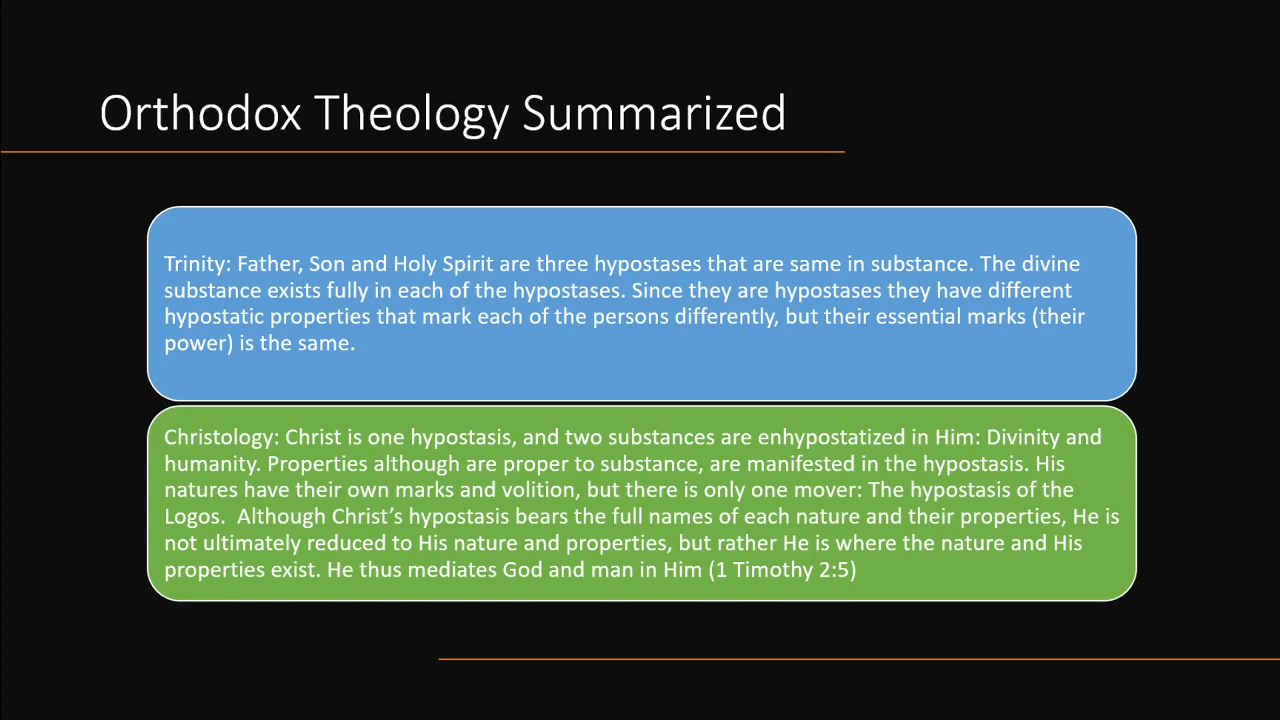 Orthodox Theology Summarized
Trinity: Father, Son and Holy Spirit are three hypostases that are same in substance. The divine
substance exists fully in each of the hypostases. Since they are hypostases they have different
hypostatic properties that mark each of the persons differently, but their essential marks (their
power) is the same.
Christology: Christ is one hypostasis, and two substances are enhypostatized in Him: Divinity and
humanity. Properties although are proper to substance, are manifested in the hypostasis. His
natures have their own marks and volition, but there is only one mover: The hypostasis of the
Logos.  Although Christ’s hypostasis bears the full names of each nature and their properties, He is
not ultimately reduced to His nature and properties, but rather He is where the nature and His
properties exist. He thus mediates God and man in Him (1 Timothy 2:5)